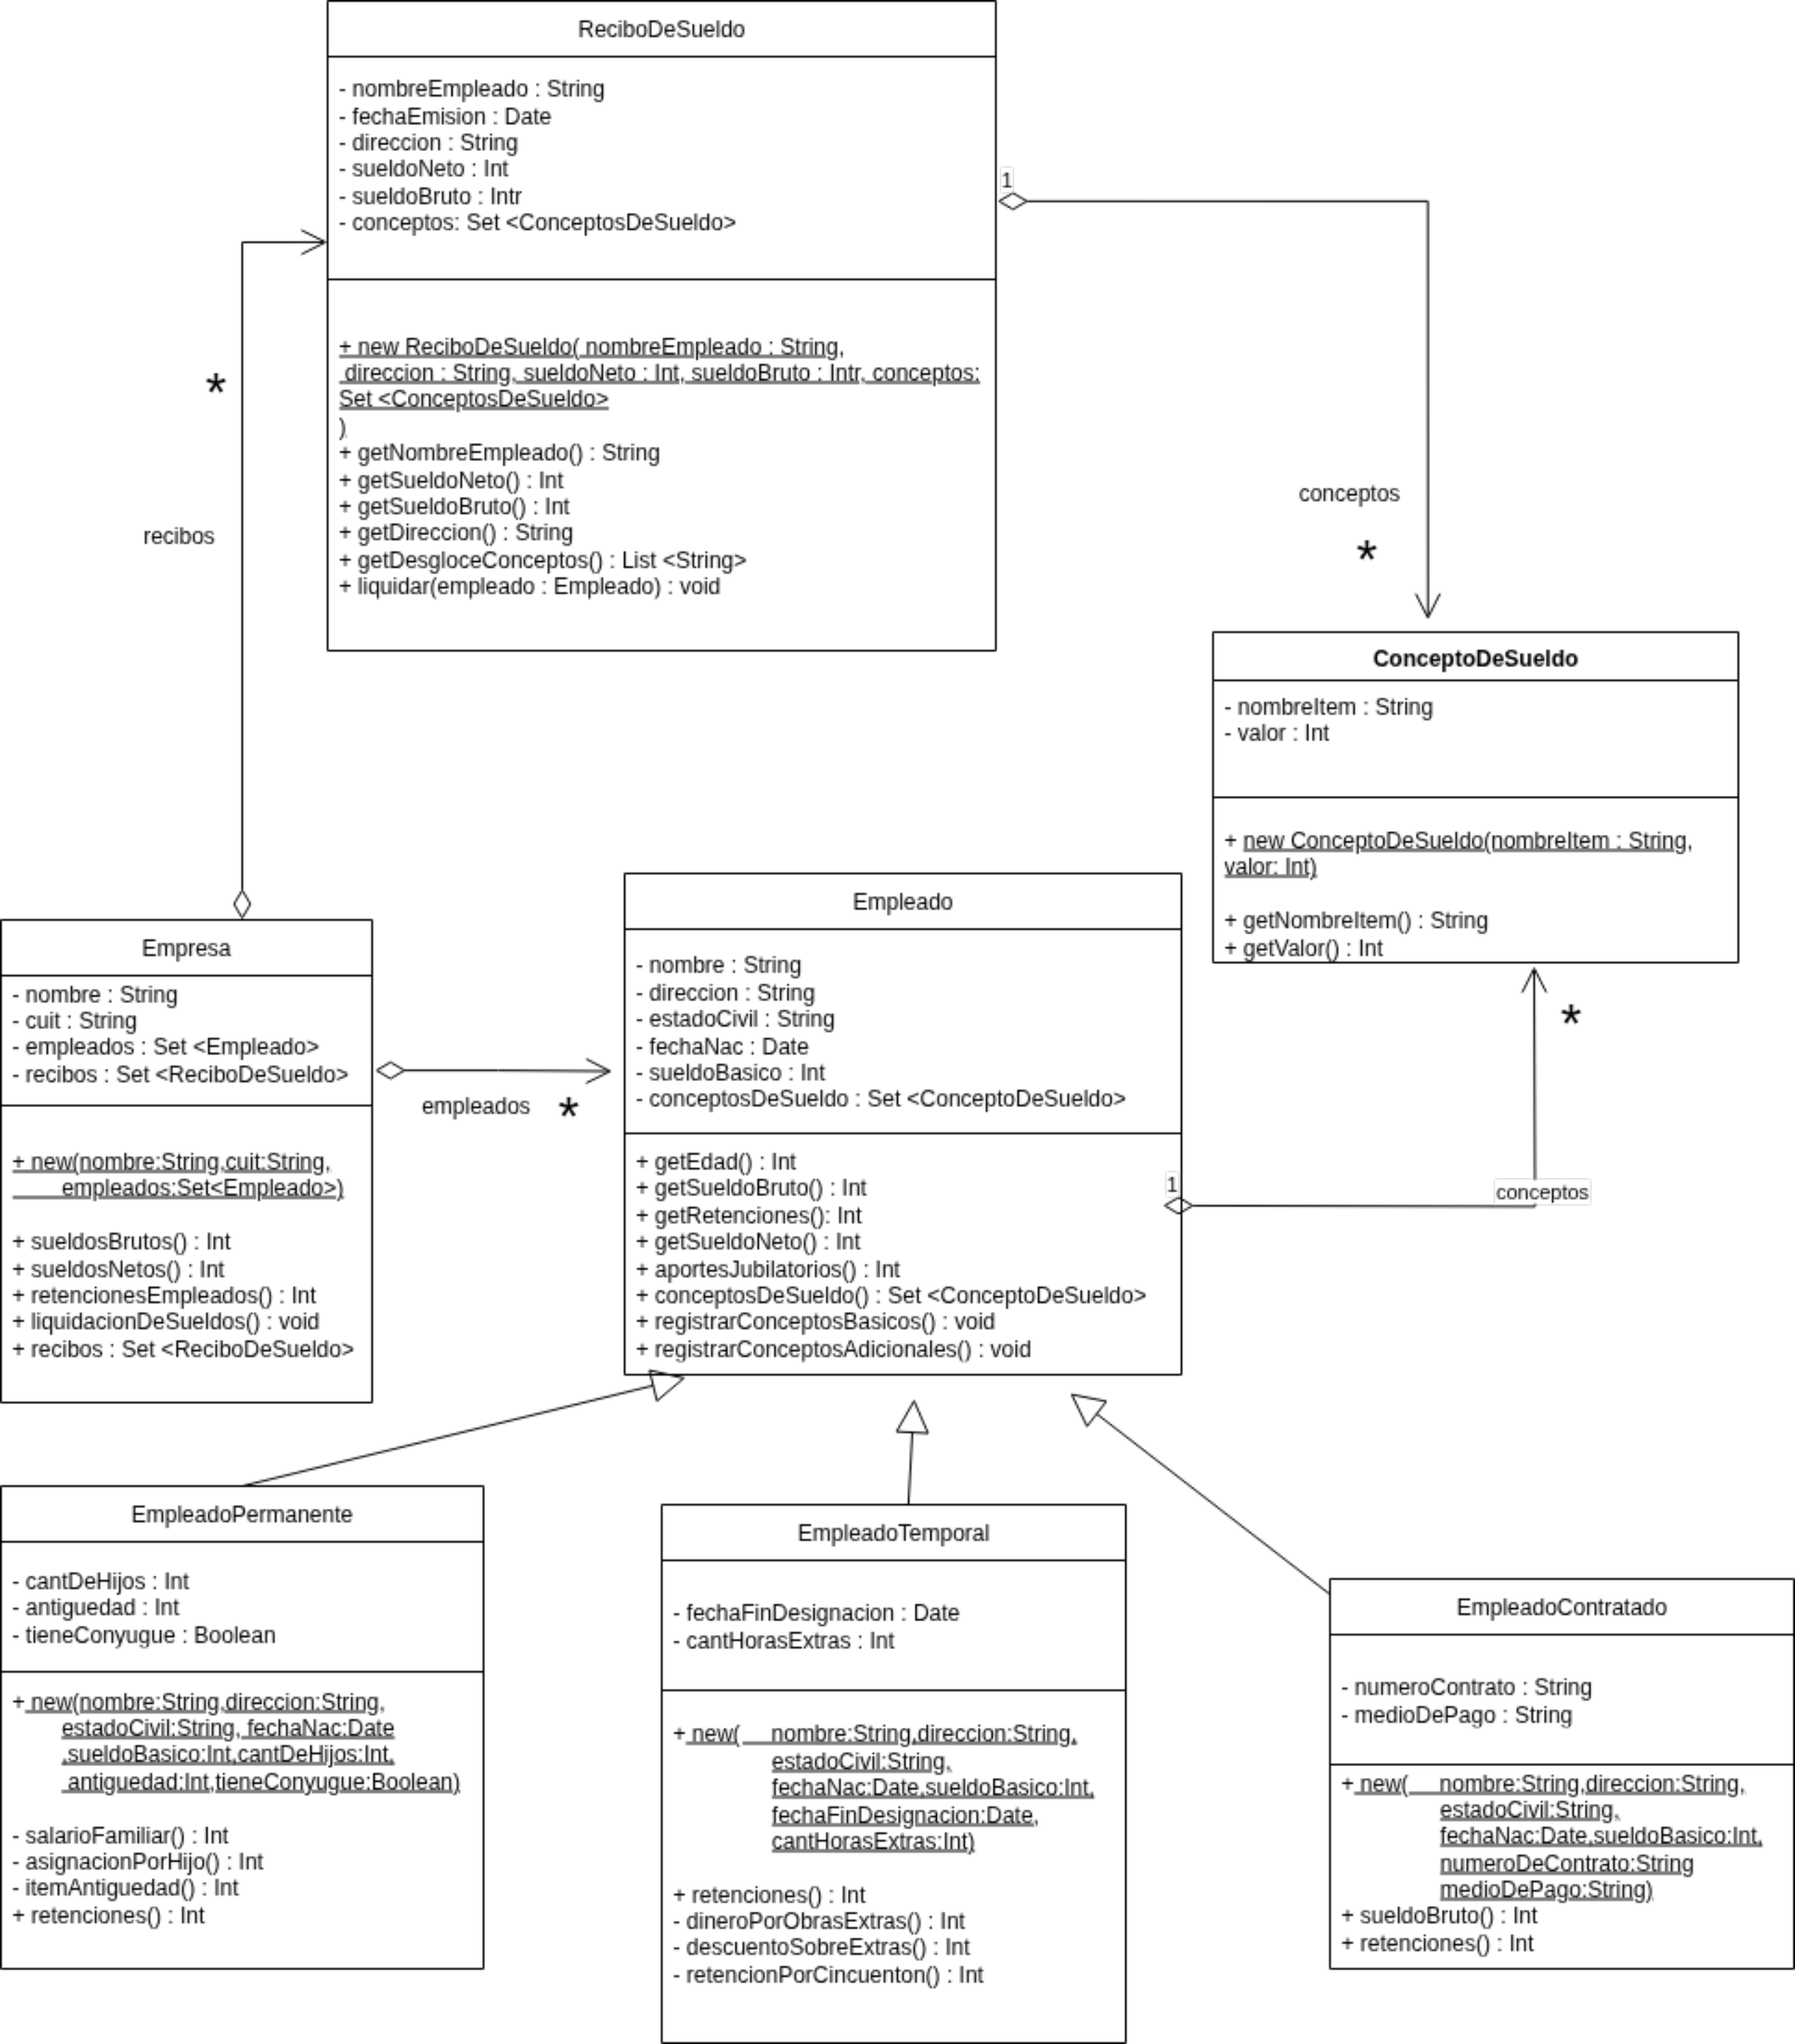 ReciboDeSueldo
- nombreEmpleado : String
- fechaEmision : Date
- direccion : String
- sueldoNeto : Int
- sueldoBruto : Intr
- conceptos: Set <ConceptosDeSueldo>
+ new ReciboDeSueldo( nombreEmpleado : String,
direccion : String, sueldoNeto : Int, sueldoBruto : Intr, conceptos:
Set <ConceptosDeSueldo>
)
+ getNombreEmpleado() : String
+ getSueldoNeto() : Int
+ getSueldoBruto() : Int
+ getDireccion() : String
+ getDesgloceConceptos() : List <String>
+ liquidar(empleado : Empleado) : void
1
conceptos
*
*
recibos
ConceptoDeSueldo
- nombreItem : String
- valor : Int
+ new ConceptoDeSueldo(nombreItem : String,
valor: Int)
+ getNombreItem() : String
+ getValor() : Int
*
conceptos
1
Empresa
- nombre : String
- cuit : String
- empleados : Set <Empleado>
- recibos : Set <ReciboDeSueldo>
+ new(nombre:String,cuit:String,
empleados:Set<Empleado>)
+ sueldosBrutos() : Int
+ sueldosNetos() : Int
+ retencionesEmpleados() : Int
+ liquidacionDeSueldos() : void
+ recibos : Set <ReciboDeSueldo>
empleados
*
Empleado
- nombre : String
- direccion : String
- estadoCivil : String
- fechaNac : Date
- sueldoBasico : Int
- conceptosDeSueldo : Set <ConceptoDeSueldo>
+ getEdad() : Int
+ getSueldoBruto() : Int
+ getRetenciones(): Int
+ getSueldoNeto() : Int
+ aportesJubilatorios() : Int
+ conceptosDeSueldo() : Set <ConceptoDeSueldo>
+ registrarConceptosBasicos() : void
+ registrarConceptosAdicionales() : void
EmpleadoPermanente
- cantDeHijos : Int
- antiguedad : Int
- tieneConyugue : Boolean
+ new(nombre:String,direccion:String,
estadoCivil:String, fechaNac:Date
,sueldoBasico:Int,cantDeHijos:Int,
antiguedad:Int,tieneConyugue:Boolean)
- salarioFamiliar() : Int
- asignacionPorHijo() : Int
- itemAntiguedad() : Int
+ retenciones() : Int
EmpleadoTemporal
- fechaFinDesignacion : Date
- cantHorasExtras : Int
+ new( nombre:String,direccion:String,
estadoCivil:String,
fechaNac:Date,sueldoBasico:Int,
fechaFinDesignacion:Date,
cantHorasExtras:Int)
+ retenciones() : Int
- dineroPorObrasExtras() : Int
- descuentoSobreExtras() : Int
- retencionPorCincuenton() : Int
EmpleadoContratado
- numeroContrato : String
- medioDePago : String
+ new( nombre:String,direccion:String,
estadoCivil:String,
fechaNac:Date,sueldoBasico:Int,
numeroDeContrato:String
medioDePago:String)
+ sueldoBruto() : Int
+ retenciones() : Int